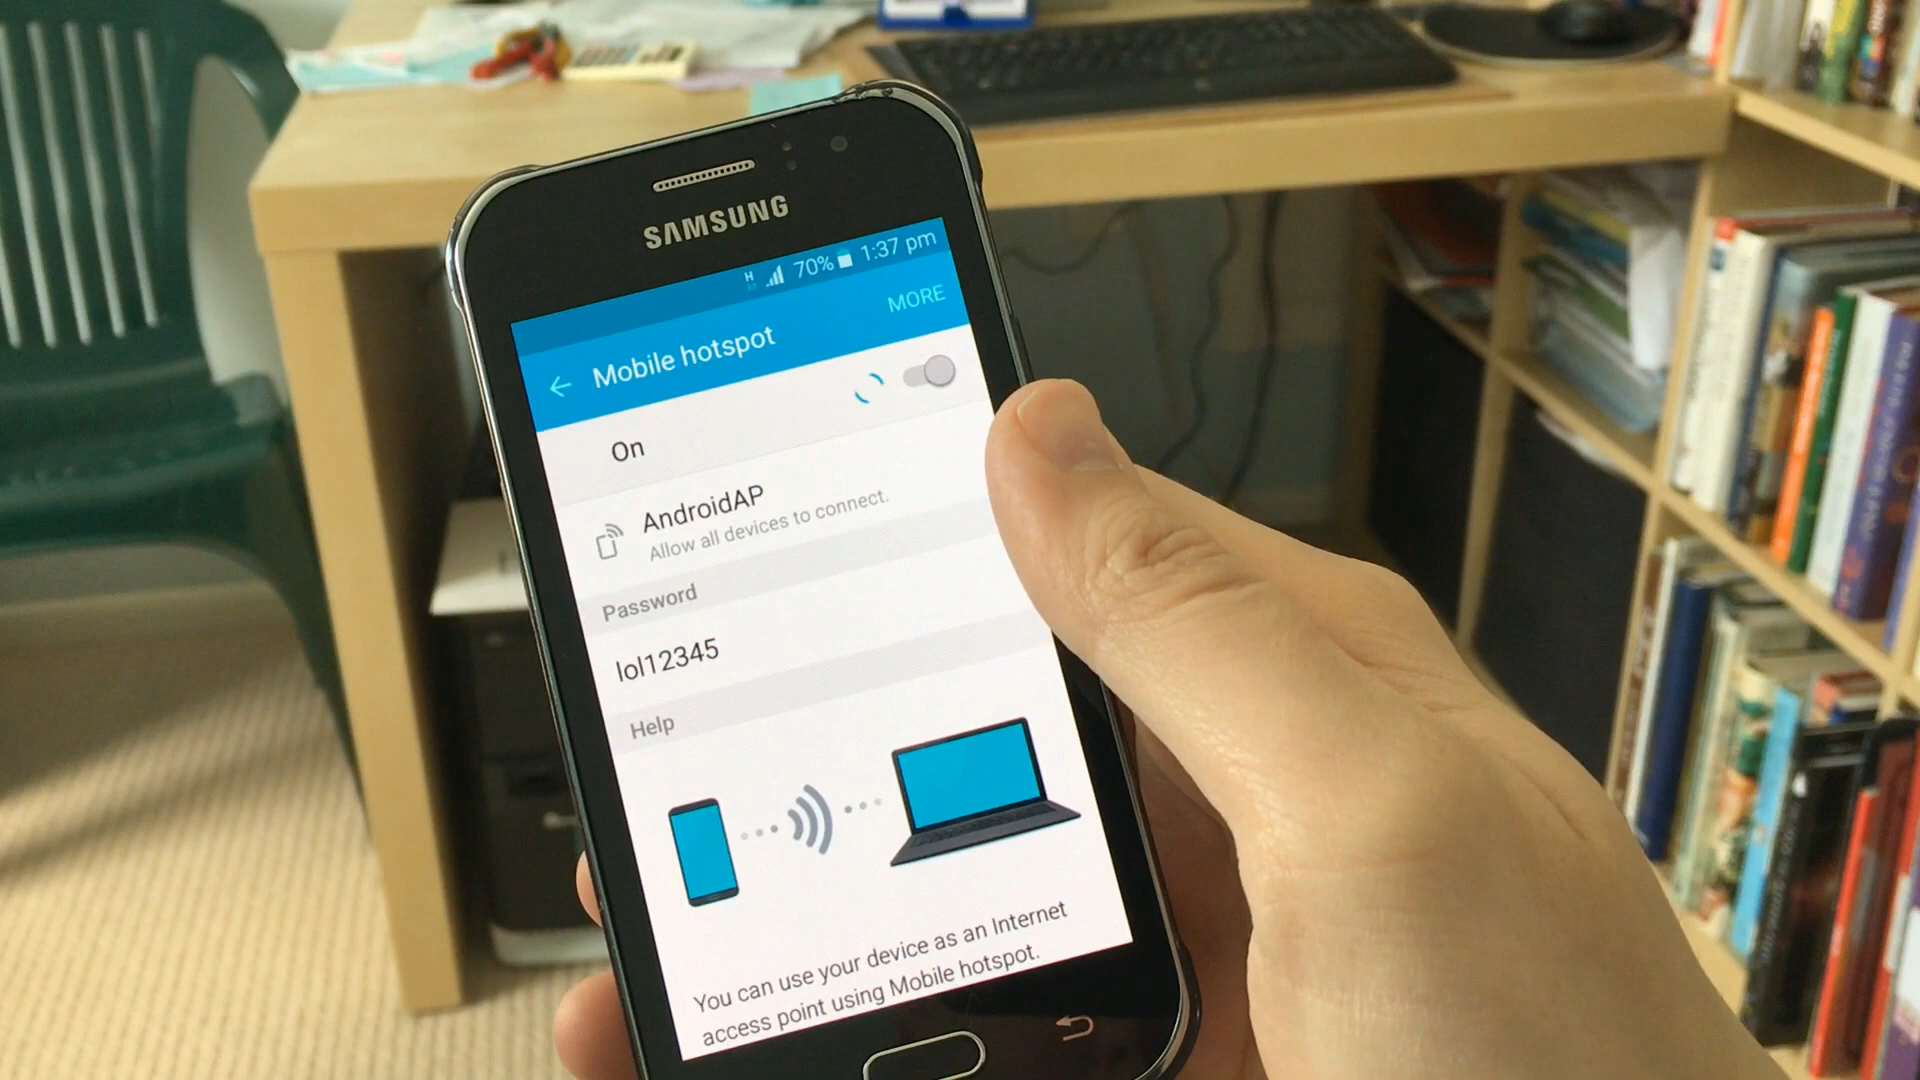 SAMSUNG
H 70% 1:37 pm
Mobile hotspot MORE
On
AndroidAP
Allow all devices to connect.
Password
lol12345
Help
You can use your device as an Internet
access point using Mobile hotspot.